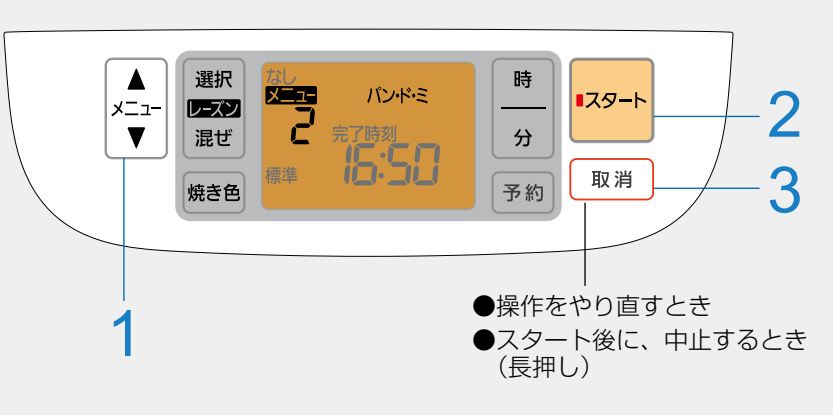 ▲
メニュー
▼
選択
レーズン
混ぜ
焼き色
なし
メニュー
パン・ド・ミ
2
完了時刻
16:50
標準
時
分
予約
スタート
取消
1
2
3
●操作をやり直すとき
●スタート後に、中止するとき
（長押し）